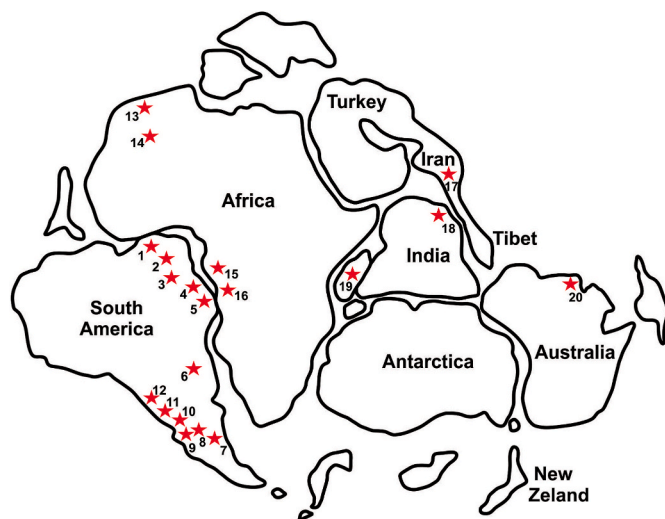 Turkey
13
14
Iran
17
Africa
18
Tibet
1
2
3
15
India
19
20
4
16
5
South
America
Antarctica
Australia
6
12
11
10
9
8
7
New
Zeland